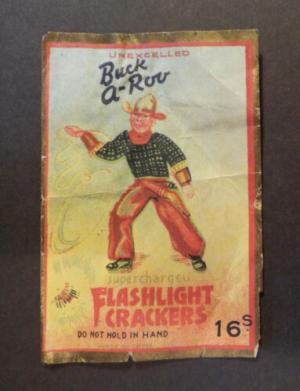 UNEXCELLED
Buck
a-Roo
supercharged
FLASHLIGHT
CRACKERS
DO NOT HOLD IN HAND
16s